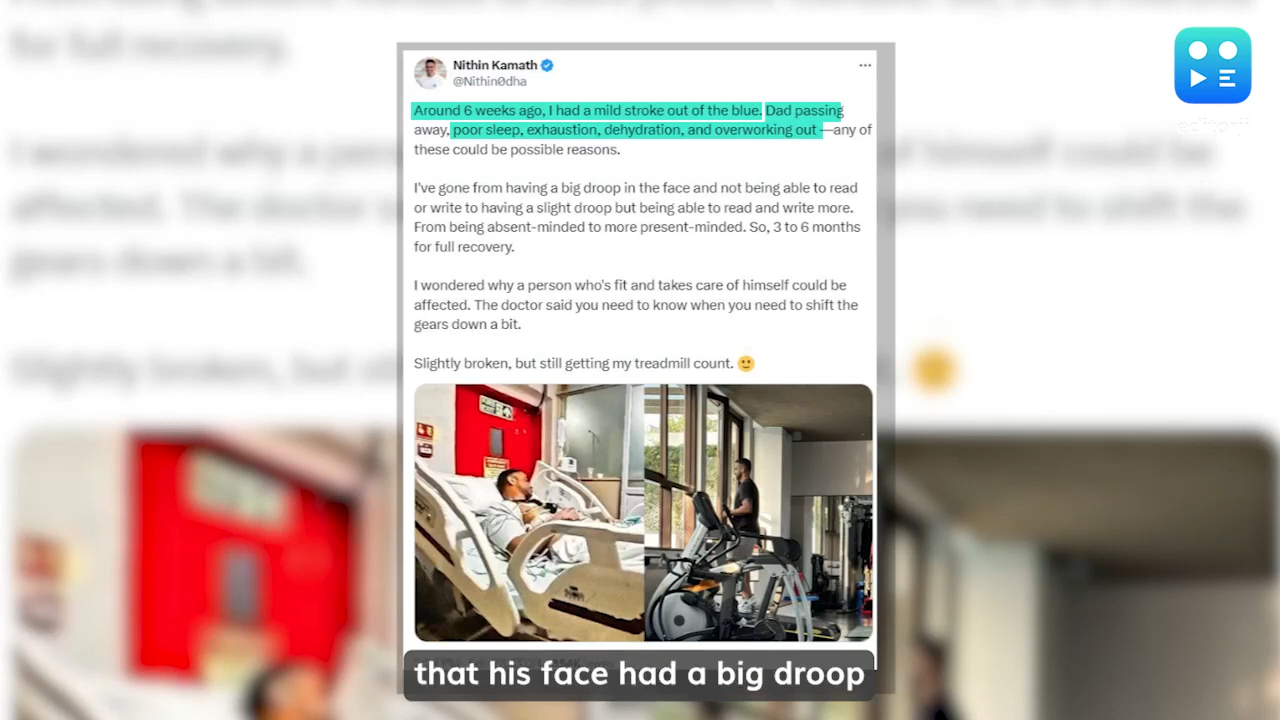 Nithin Kamath
@Nithin0dha
Around 6 weeks ago, I had a mild stroke out of the blue. Dad passing
away, poor sleep, exhaustion, dehydration, and overworking out —any of
these could be possible reasons.
I've gone from having a big droop in the face and not being able to read
or write to having a slight droop but being able to read and write more.
From being absent-minded to more present-minded. So, 3 to 6 months
for full recovery.
I wondered why a person who's fit and takes care of himself could be
affected. The doctor said you need to know when you need to shift the
gears down a bit.
Slightly broken, but still getting my treadmill count. 🙂
that his face had a big droop